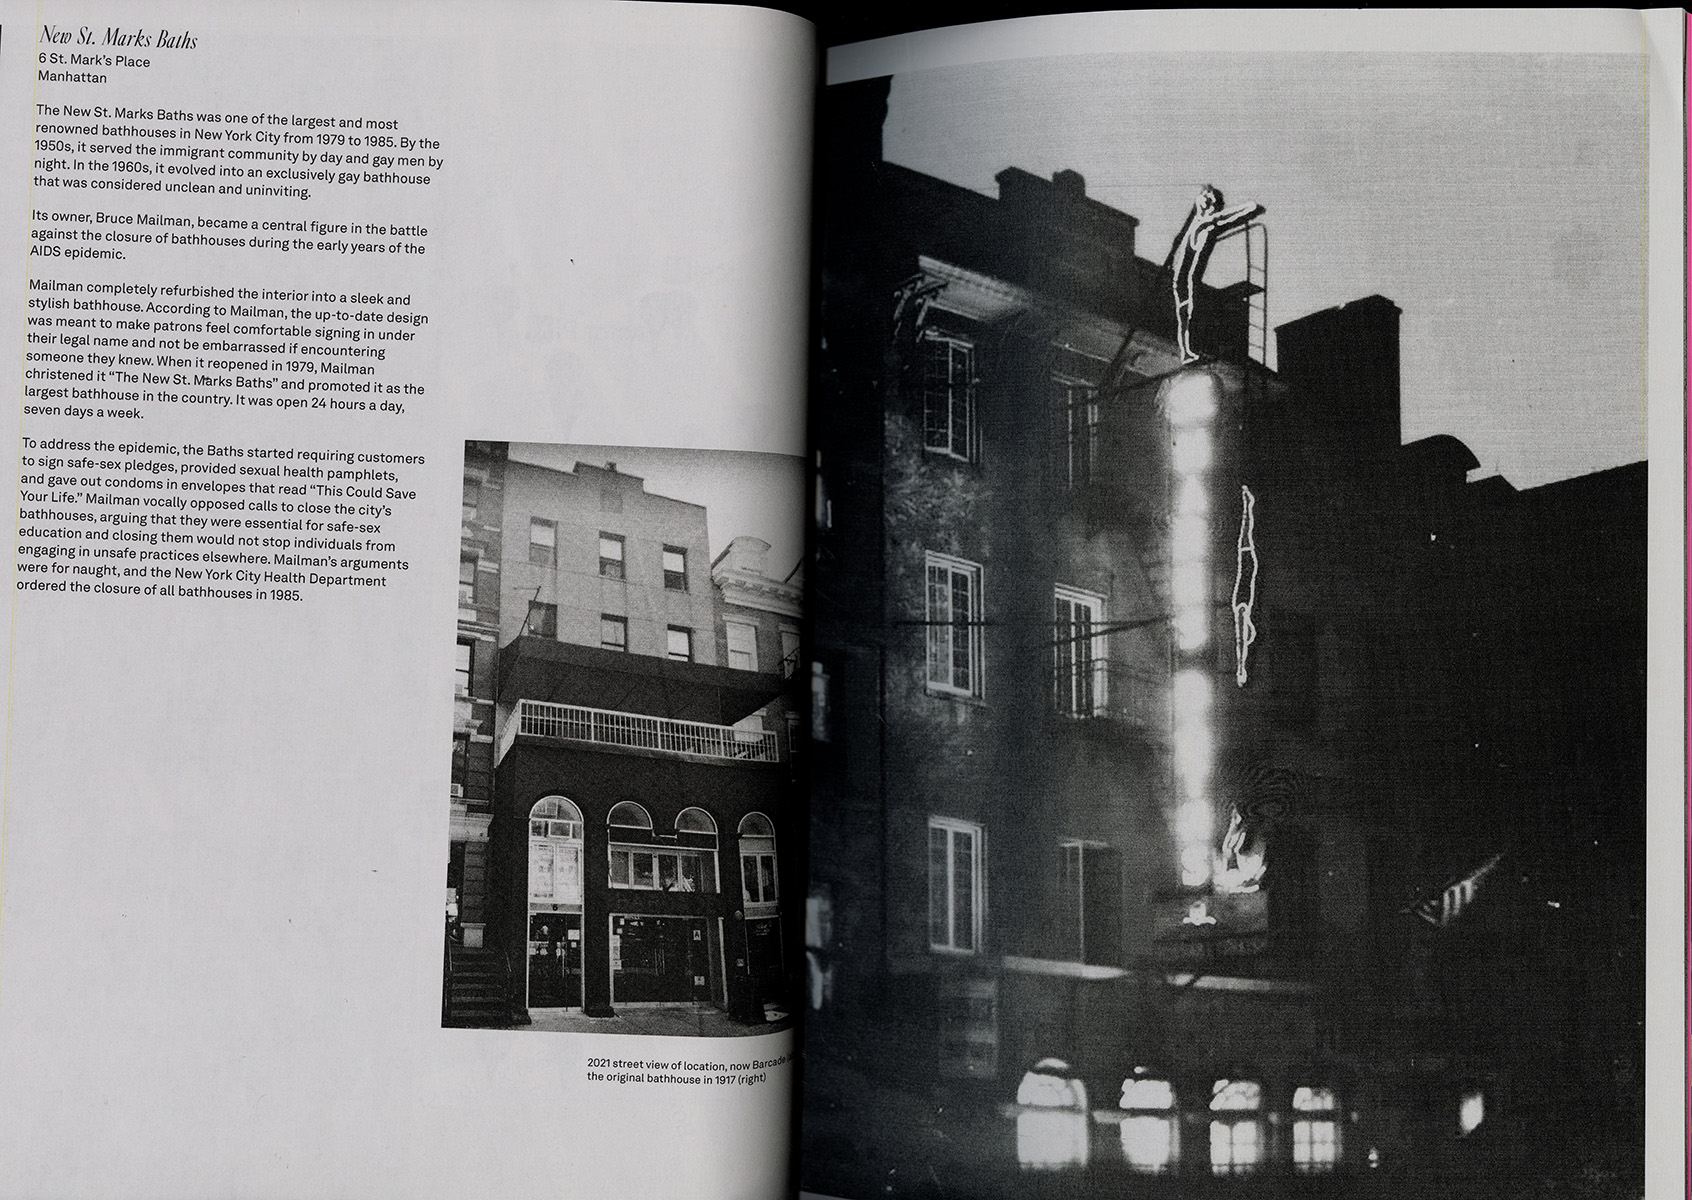 New St. Marks Baths
6 St. Mark's Place
Manhattan
The New St. Marks Baths was one of the largest and most
renowned bathhouses in New York City from 1979 to 1985. By the
1950s, it served the immigrant community by day and gay men by
night. In the 1960s, it evolved into an exclusively gay bathhouse
that was considered unclean and uninviting.
Its owner, Bruce Mailman, became a central figure in the battle
against the closure of bathhouses during the early years of the
AIDS epidemic.
Mailman completely refurbished the interior into a sleek and
stylish bathhouse. According to Mailman, the up-to-date design
was meant to make patrons feel comfortable signing in under
their legal name and not be embarrassed if encountering
someone they knew. When it reopened in 1979, Mailman
christened it “The New St. Marks Baths” and promoted it as the
largest bathhouse in the country. It was open 24 hours a day,
seven days a week.
To address the epidemic, the Baths started requiring customers
to sign safe-sex pledges, provided sexual health pamphlets,
and gave out condoms in envelopes that read “This Could Save
Your Life.” Mailman vocally opposed calls to close the city's
bathhouses, arguing that they were essential for safe-sex
education and closing them would not stop individuals from
engaging in unsafe practices elsewhere. Mailman's arguments
were for naught, and the New York City Health Department
ordered the closure of all bathhouses in 1985.
6
A
2021 street view of location, now Barcade
the original bathhouse in 1917 (right)